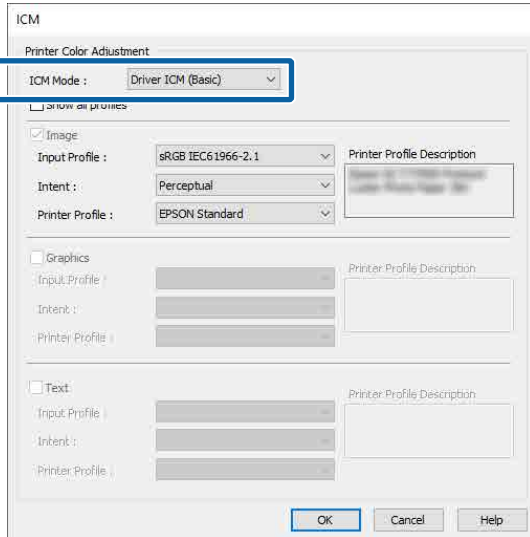 ICM
Printer Color Adjustment
ICM Mode : Driver ICM (Basic)
Show all profiles
Image
Input Profile : sRGB IEC61966-2.1 Printer Profile Description
Intent : Perceptual
Printer Profile : EPSON Standard
Graphics
Input Profile : Printer Profile Description
Intent :
Printer Profile :
Text
Input Profile : Printer Profile Description
Intent :
Printer Profile :
OK Cancel Help